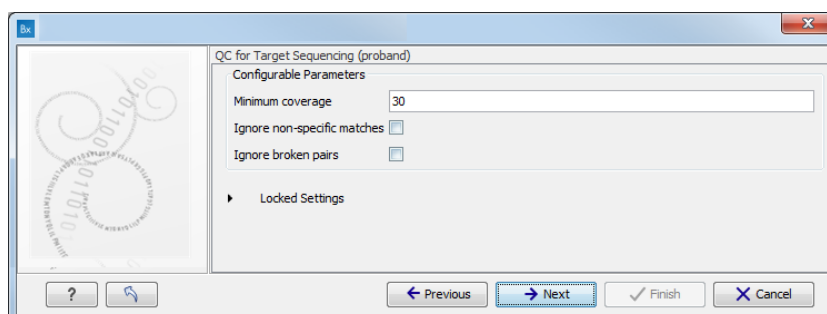 Bx
QC for Target Sequencing (proband)
Configurable Parameters
Minimum coverage 30
Ignore non-specific matches
Ignore broken pairs
Locked Settings
? Previous Next Finish Cancel